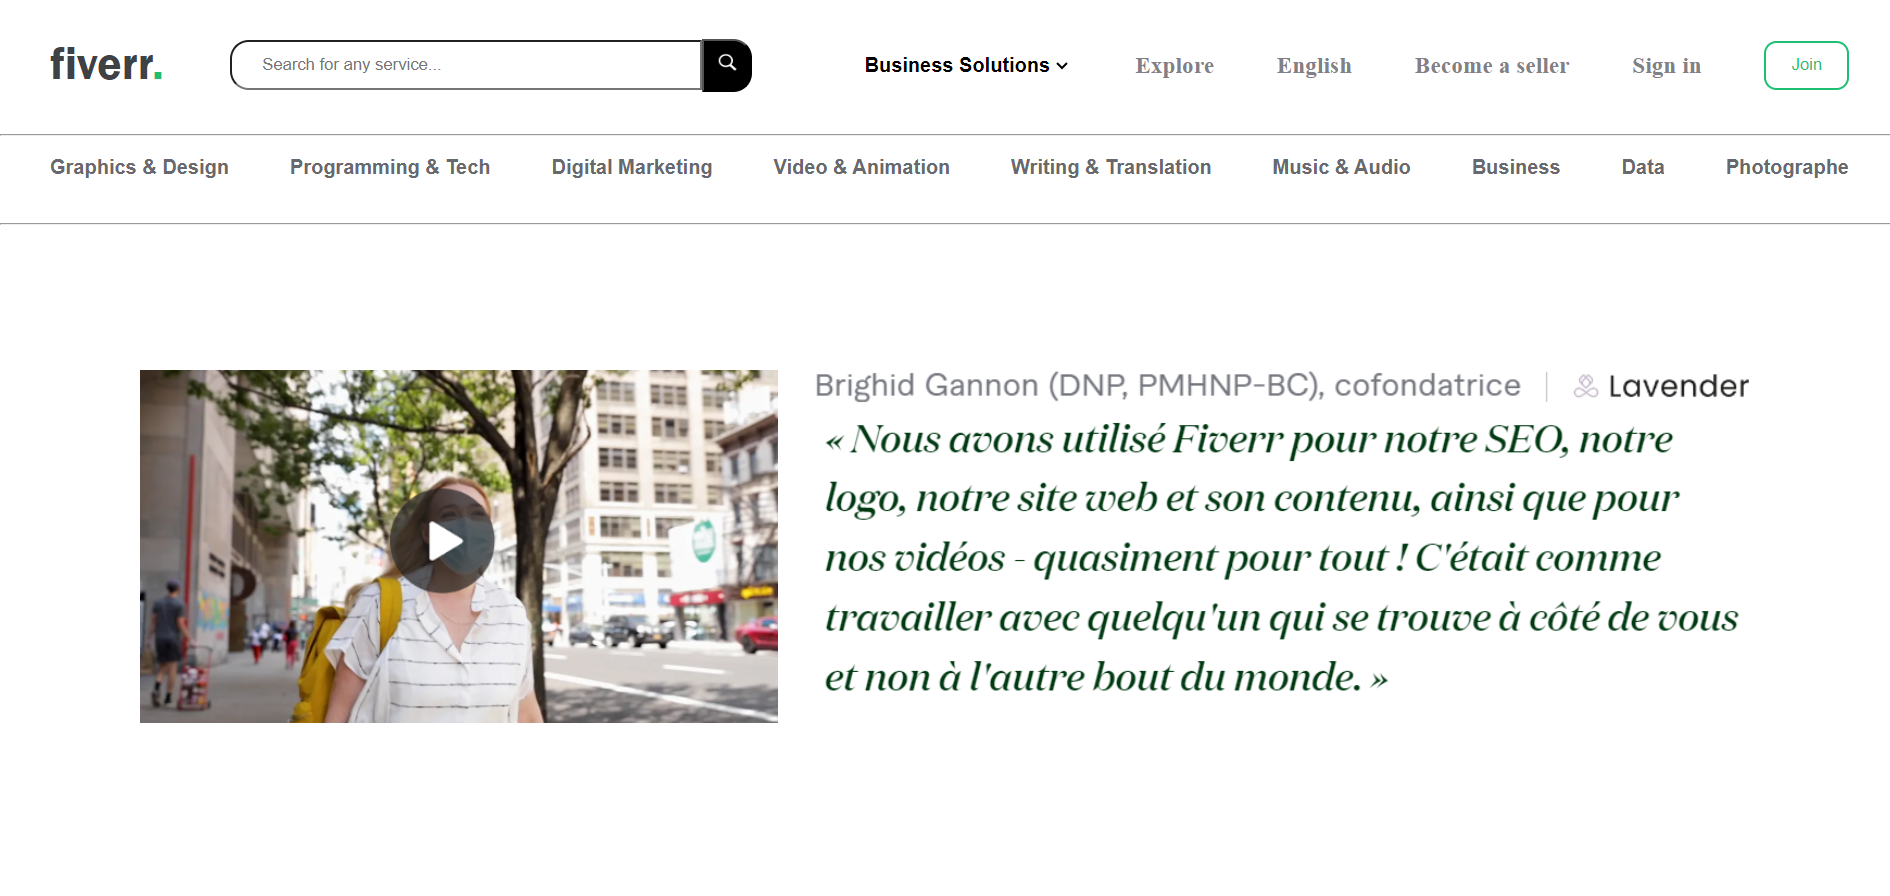 fiverr.
Search for any service...
Business Solutions
Explore
English
Become a seller
Sign in
Join
Graphics & Design
Programming & Tech
Digital Marketing
Video & Animation
Writing & Translation
Music & Audio
Business
Data
Photographe
Brighid Gannon (DNP, PMHNP-BC), cofondatrice
Lavender
« Nous avons utilisé Fiverr pour notre SEO, notre
logo, notre site web et son contenu, ainsi que pour
nos vidéos - quasiment pour tout ! C'était comme
travailler avec quelqu'un qui se trouve à côté de vous
et non à l'autre bout du monde. »